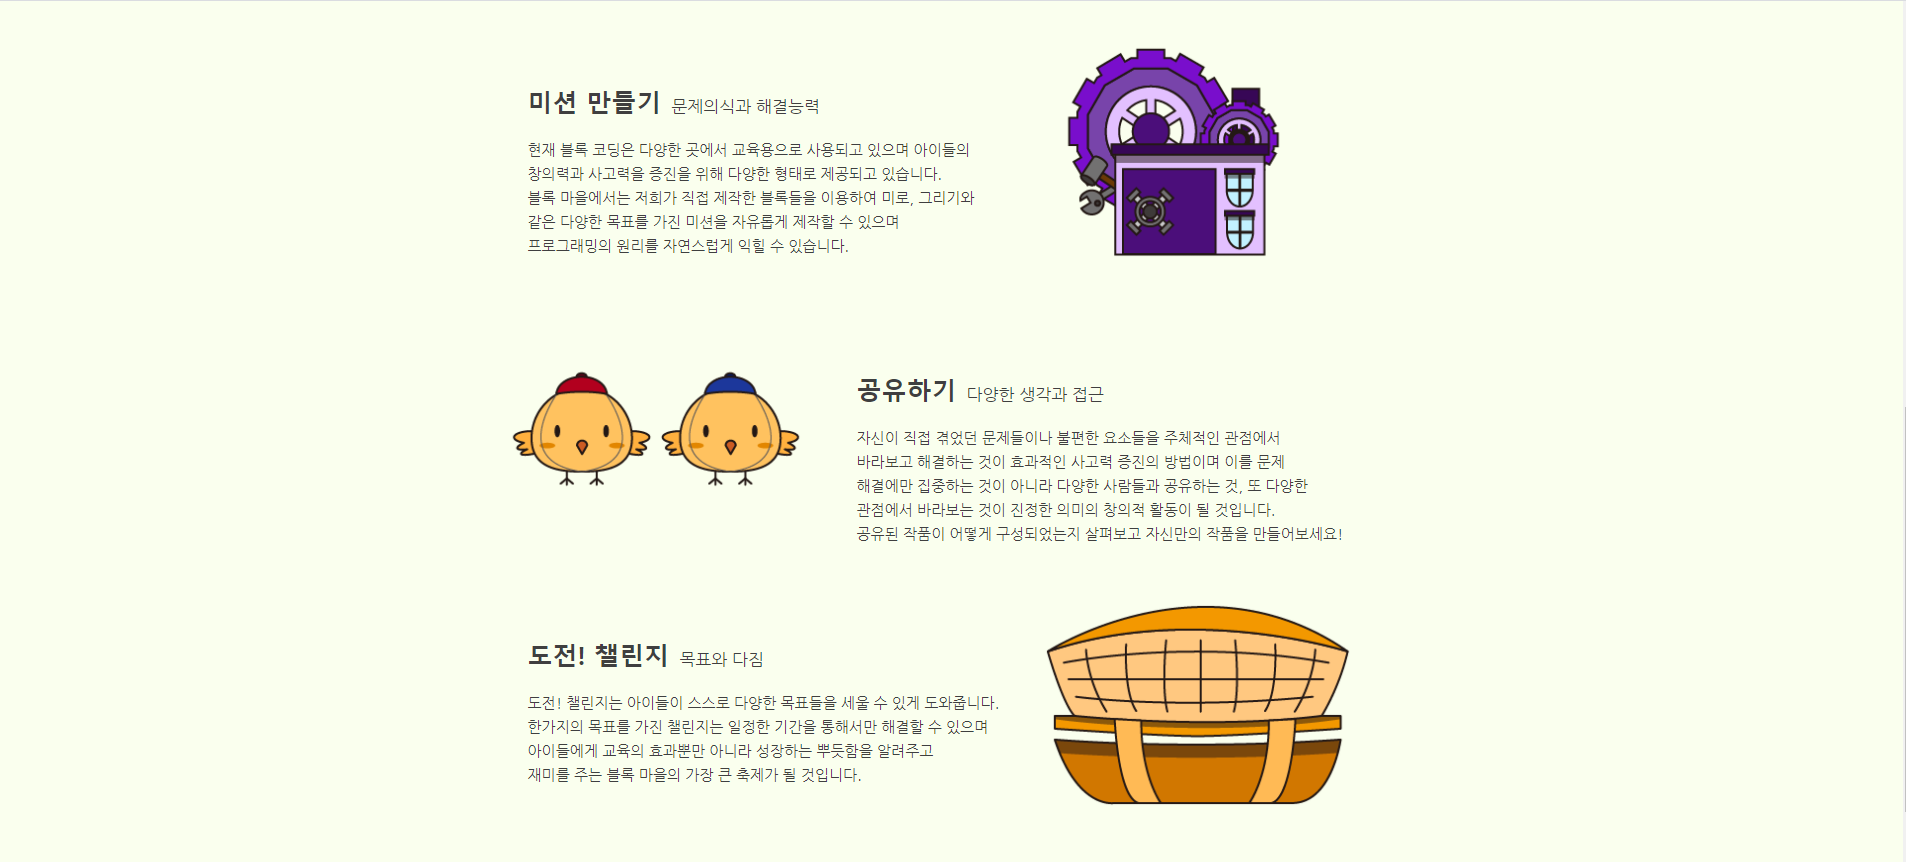 미션 만들기 문제의식과 해결능력
현재 블록 코딩은 다양한 곳에서 교육용으로 사용되고 있으며 아이들의
창의력과 사고력을 증진을 위해 다양한 형태로 제공되고 있습니다.
블록 마을에서는 저희가 직접 제작한 블록들을 이용하여 미로, 그리기와
같은 다양한 목표를 가진 미션을 자유롭게 제작할 수 있으며
프로그래밍의 원리를 자연스럽게 익힐 수 있습니다.
공유하기 다양한 생각과 접근
자신이 직접 겪었던 문제들이나 불편한 요소들을 주체적인 관점에서
바라보고 해결하는 것이 효과적인 사고력 증진의 방법이며 이를 문제
해결에만 집중하는 것이 아니라 다양한 사람들과 공유하는 것, 또 다양한
관점에서 바라보는 것이 진정한 의미의 창의적 활동이 될 것입니다.
공유된 작품이 어떻게 구성되었는지 살펴보고 자신만의 작품을 만들어보세요!
도전! 챌린지 목표와 다짐
도전! 챌린지는 아이들이 스스로 다양한 목표들을 세울 수 있게 도와줍니다.
한가지의 목표를 가진 챌린지는 일정한 기간을 통해서만 해결할 수 있으며
아이들에게 교육의 효과뿐만 아니라 성장하는 뿌듯함을 알려주고
재미를 주는 블록 마을의 가장 큰 축제가 될 것입니다.